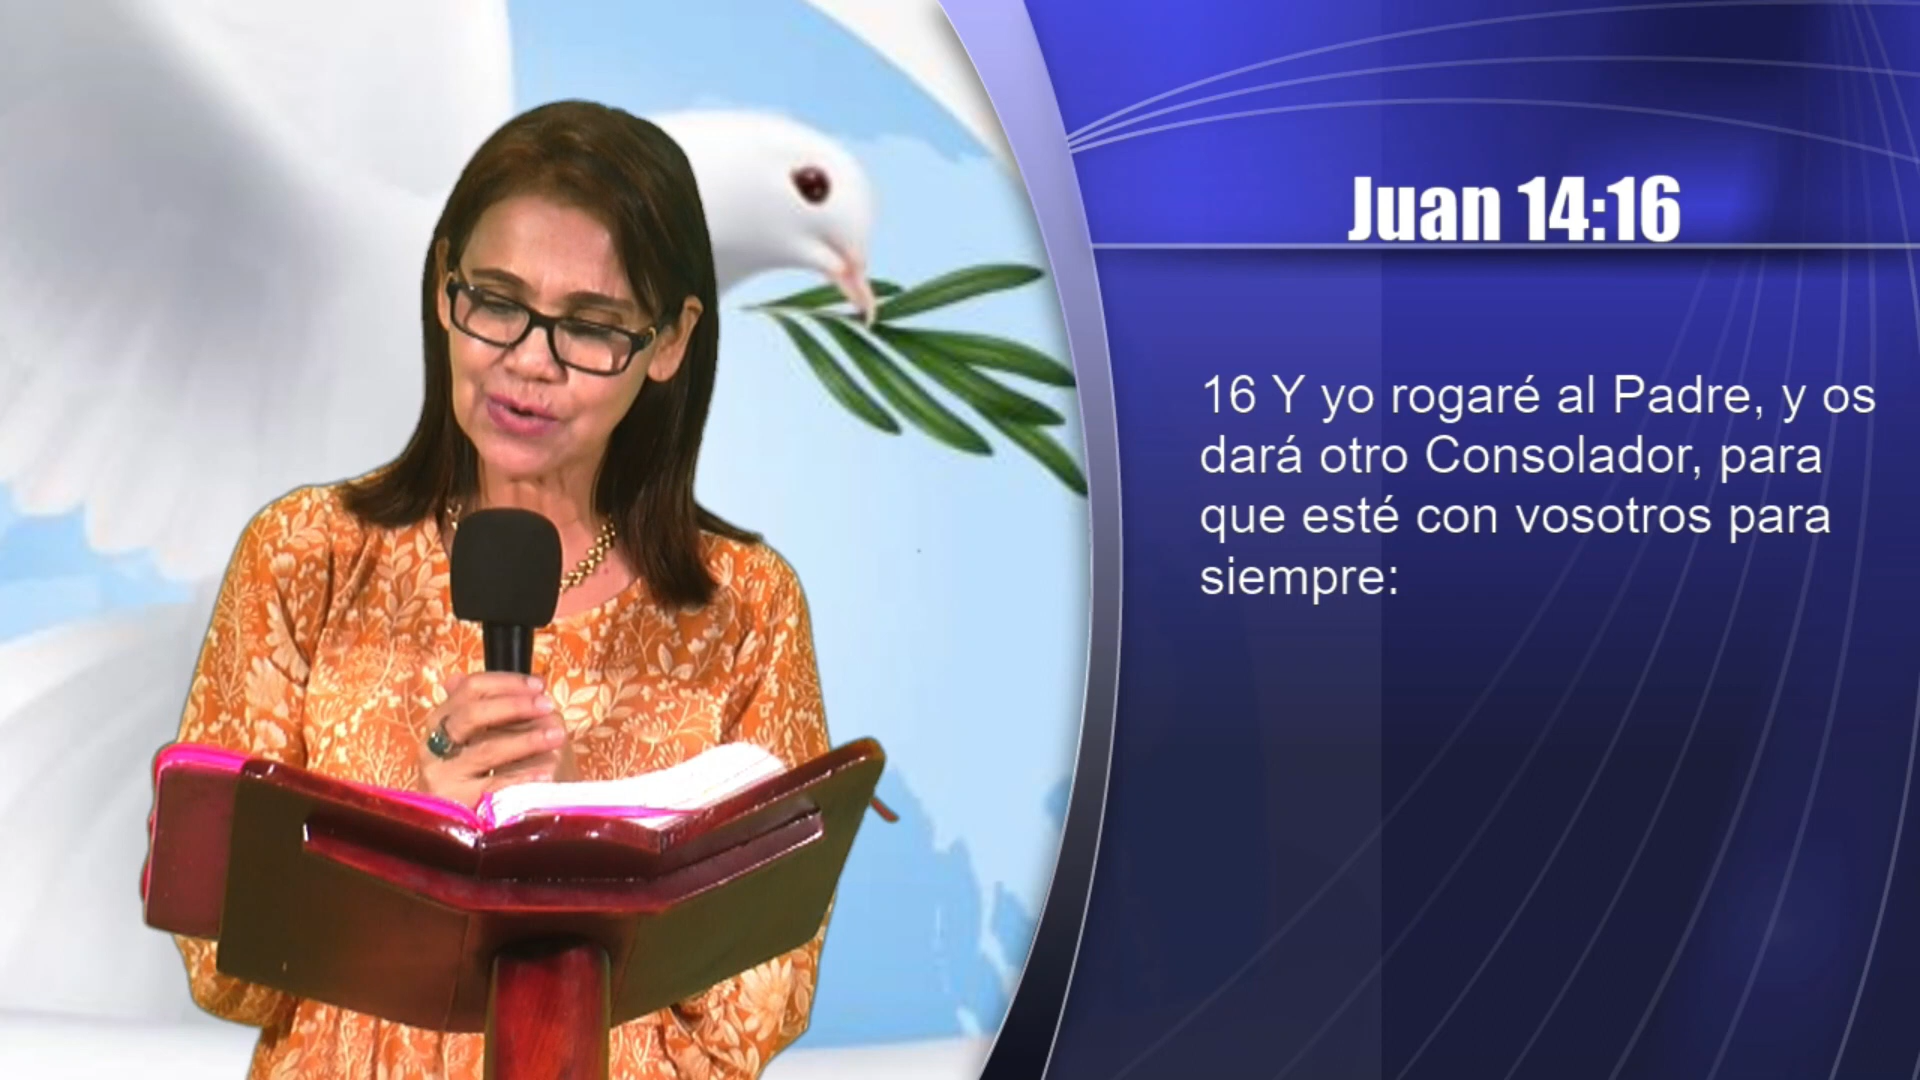 Juan 14:16
16 Y yo rogaré al Padre, y os
dará otro Consolador, para
que esté con vosotros para
siempre: